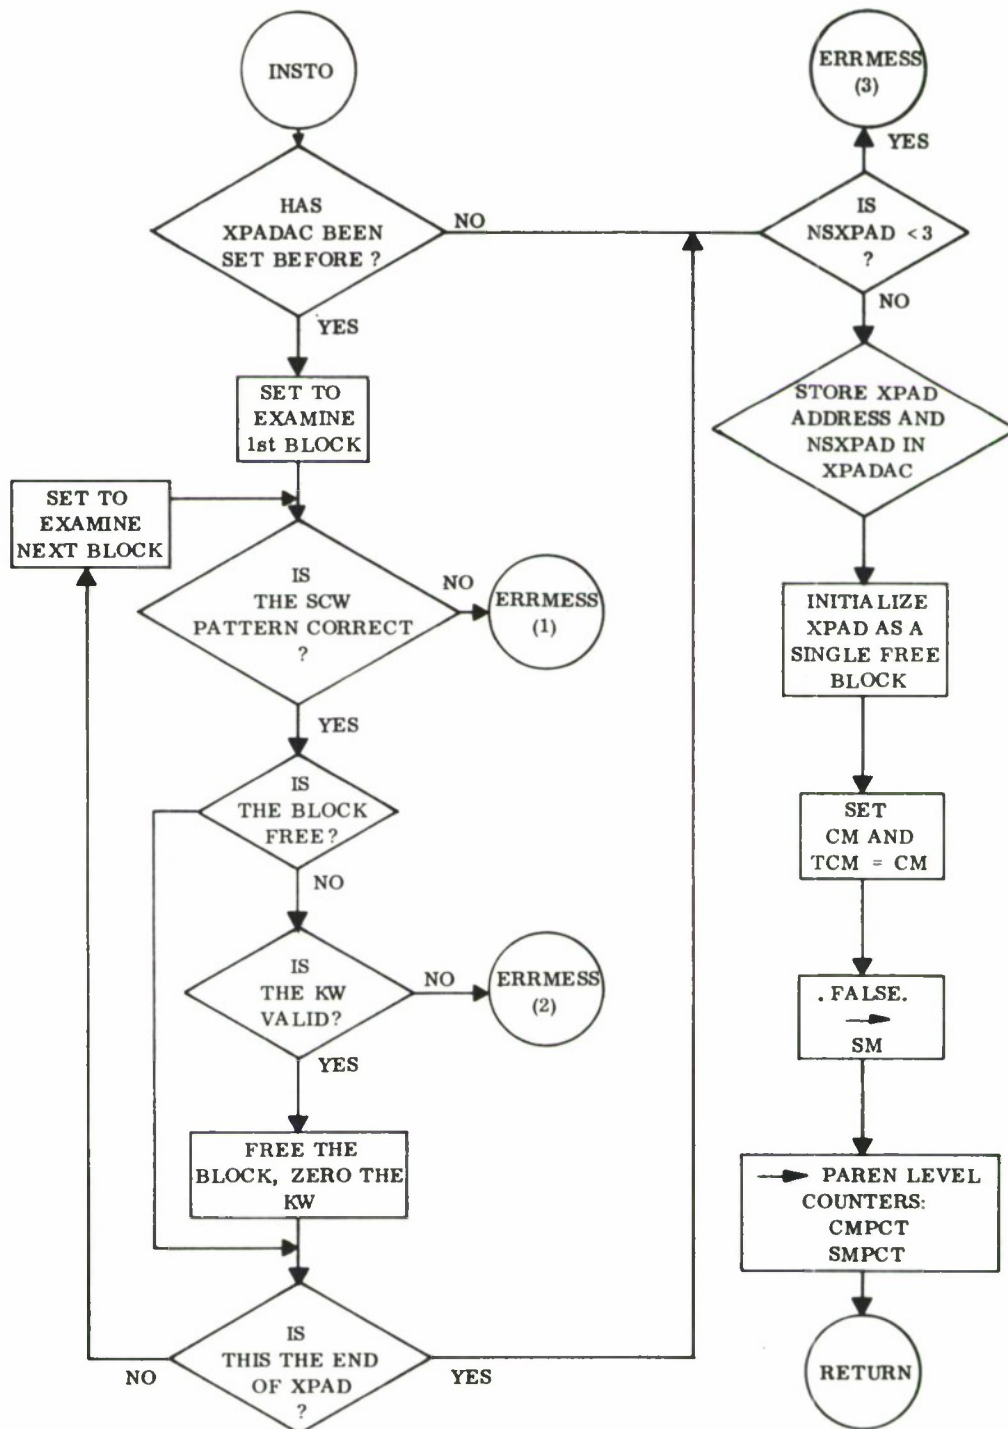 INSTO
HAS
XPADAC BEEN
SET BEFORE ?
NO
YES
SET TO
EXAMINE
1st BLOCK
SET TO
EXAMINE
NEXT BLOCK
IS
THE SCW
PATTERN CORRECT
?
NO
ERRMESS
(1)
YES
IS
THE BLOCK
FREE?
NO
IS
THE KW
VALID?
NO
ERRMESS
(2)
YES
FREE THE
BLOCK, ZERO THE
KW
IS
THIS THE END
OF XPAD
?
NO
YES
ERRMESS
(3)
YES
IS
NSXPAD <3
?
NO
STORE XPAD
ADDRESS AND
NSXPAD IN
XPADAC
INITIALIZE
XPAD AS A
SINGLE FREE
BLOCK
SET
CM AND
TCM = CM
.FALSE.
→
SM
→ PAREN LEVEL
COUNTERS:
CMPCT
SMPCT
RETURN